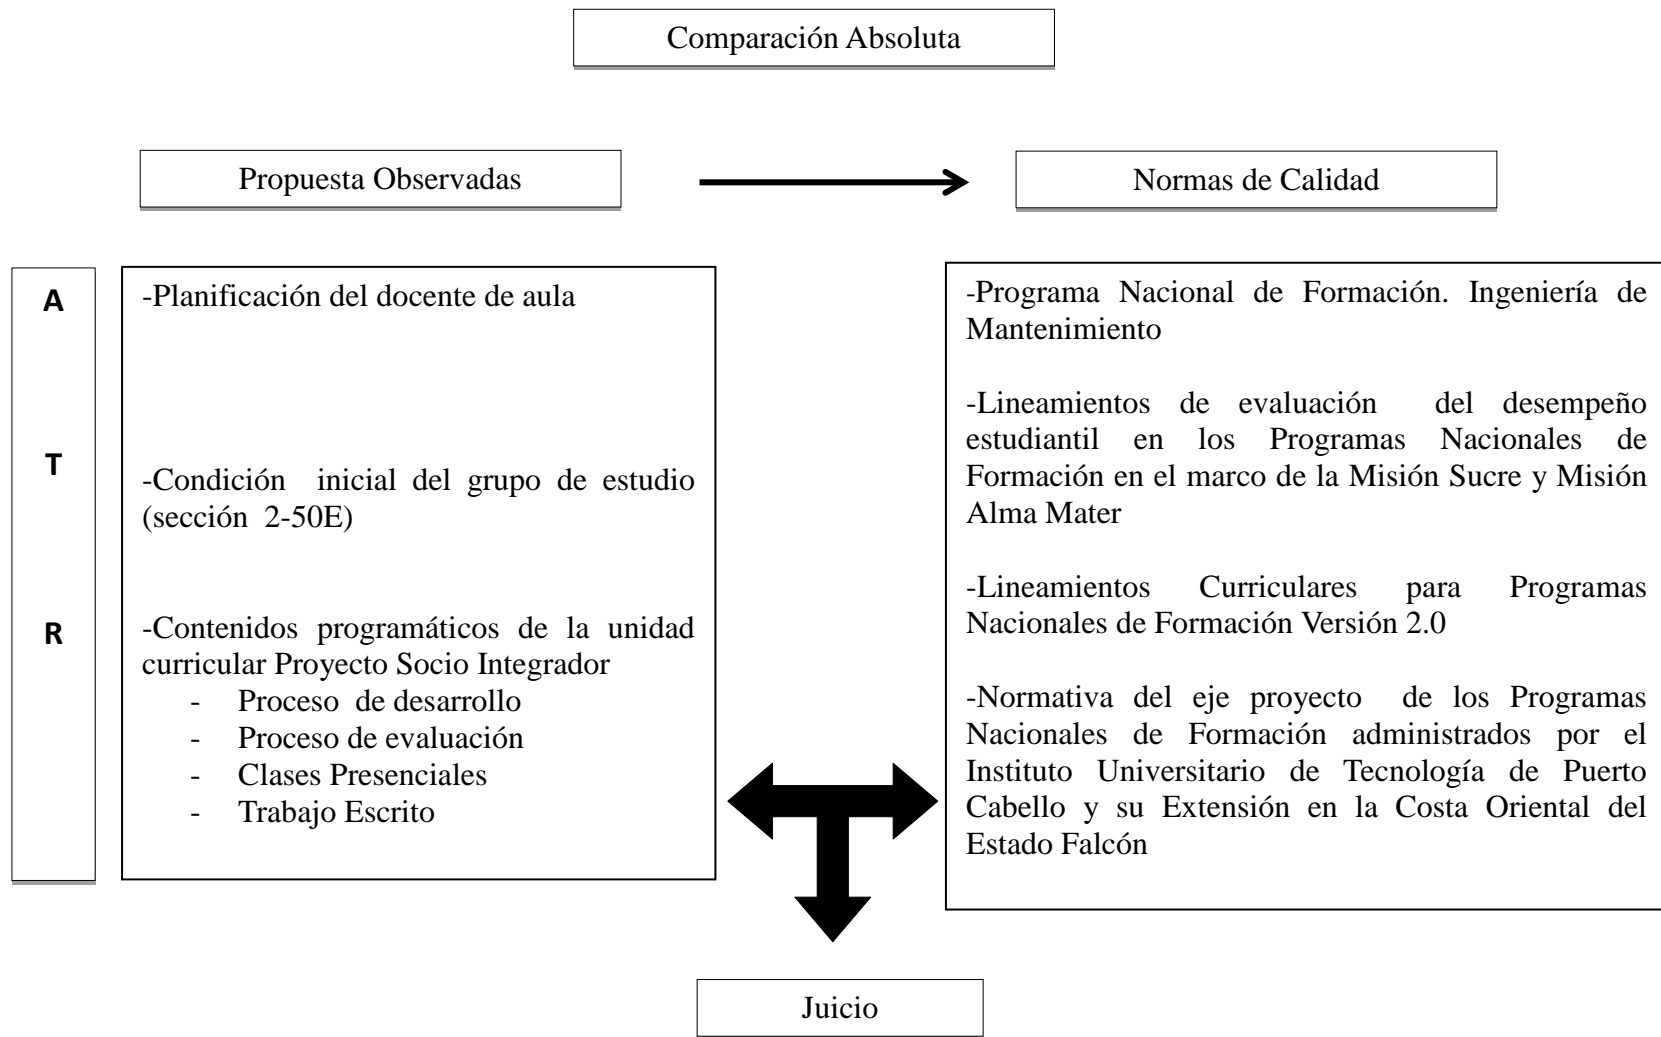 Comparación Absoluta
Propuesta Observadas
Normas de Calidad
A
T
R
-Planificación del docente de aula
-Condición inicial del grupo de estudio
(sección 2-50E)
-Contenidos programáticos de la unidad
curricular Proyecto Socio Integrador
- Proceso de desarrollo
- Proceso de evaluación
- Clases Presenciales
- Trabajo Escrito
-Programa Nacional de Formación. Ingeniería de
Mantenimiento
-Lineamientos de evaluación del desempeño
estudiantil en los Programas Nacionales de
Formación en el marco de la Misión Sucre y Misión
Alma Mater
-Lineamientos Curriculares para Programas
Nacionales de Formación Versión 2.0
-Normativa del eje proyecto de los Programas
Nacionales de Formación administrados por el
Instituto Universitario de Tecnología de Puerto
Cabello y su Extensión en la Costa Oriental del
Estado Falcón
Juicio